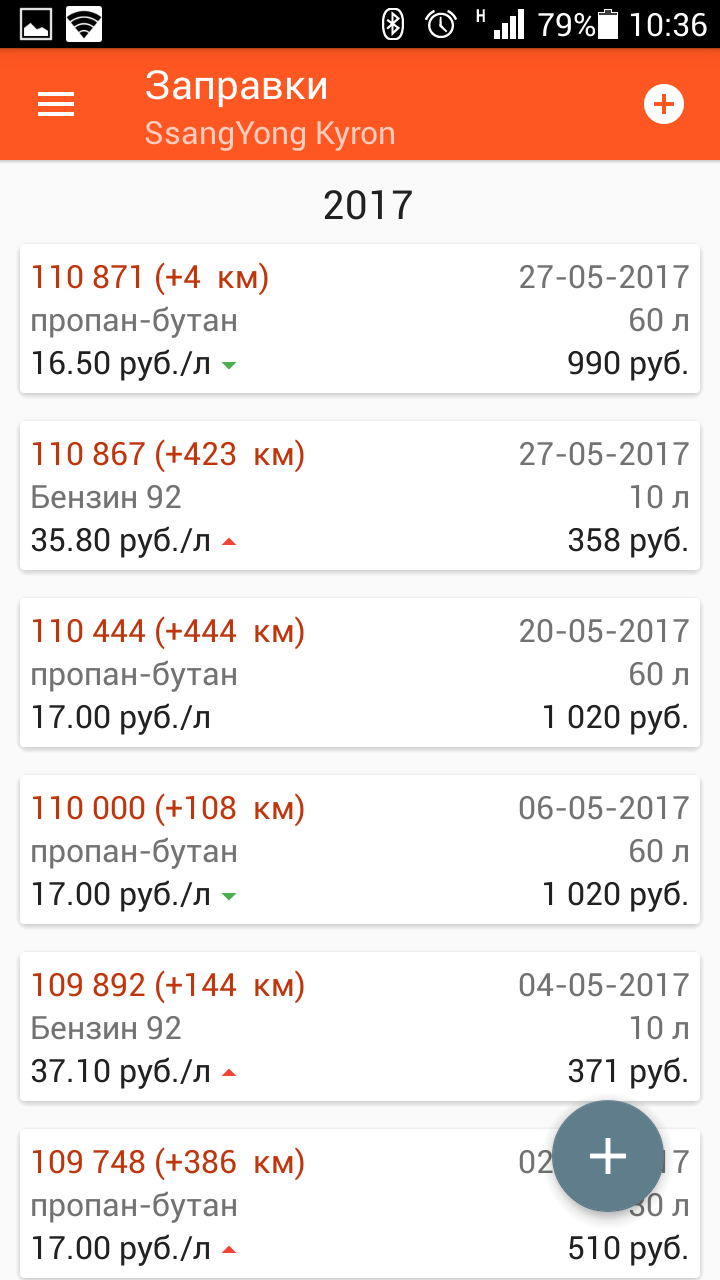 H 79% 10:36
Заправки
SsangYong Kyron
2017
110 871 (+4 км) 27-05-2017
пропан-бутан 60 л
16.50 руб./л 990 руб.
110 867 (+423 км) 27-05-2017
Бензин 92 10 л
35.80 руб./л 358 руб.
110 444 (+444 км) 20-05-2017
пропан-бутан 60 л
17.00 руб./л 1 020 руб.
110 000 (+108 км) 06-05-2017
пропан-бутан 60 л
17.00 руб./л 1 020 руб.
109 892 (+144 км) 04-05-2017
Бензин 92 10 л
37.10 руб./л 371 руб.
109 748 (+386 км)
пропан-бутан 30 л
17.00 руб./л 510 руб.